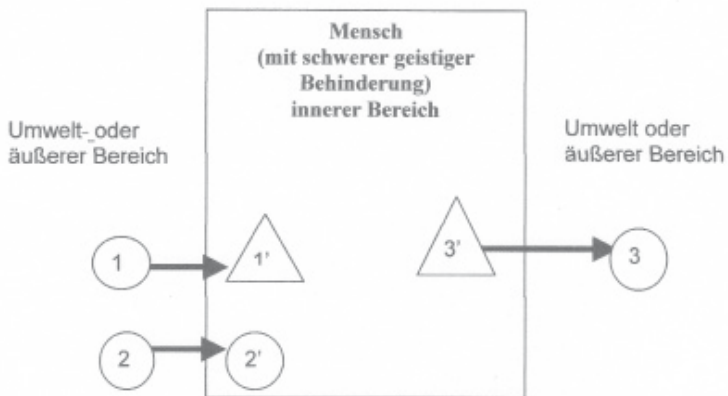 Mensch
(mit schwerer geistiger
Behinderung)
innerer Bereich
Umwelt-_oder
äußerer Bereich
Umwelt oder
äußerer Bereich
1
1'
3'
3
2
2'